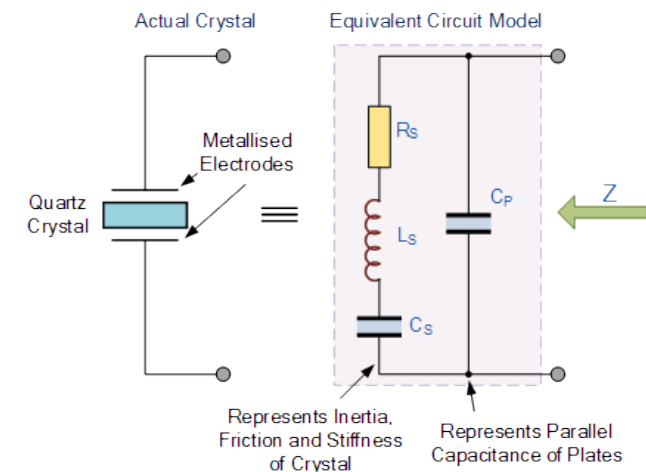 Actual Crystal
Equivalent Circuit Model
Metallised
Electrodes
Quartz
Crystal
RS
LS
CS
CP
Z
Represents Inertia,
Friction and Stiffness
of Crystal
Represents Parallel
Capacitance of Plates